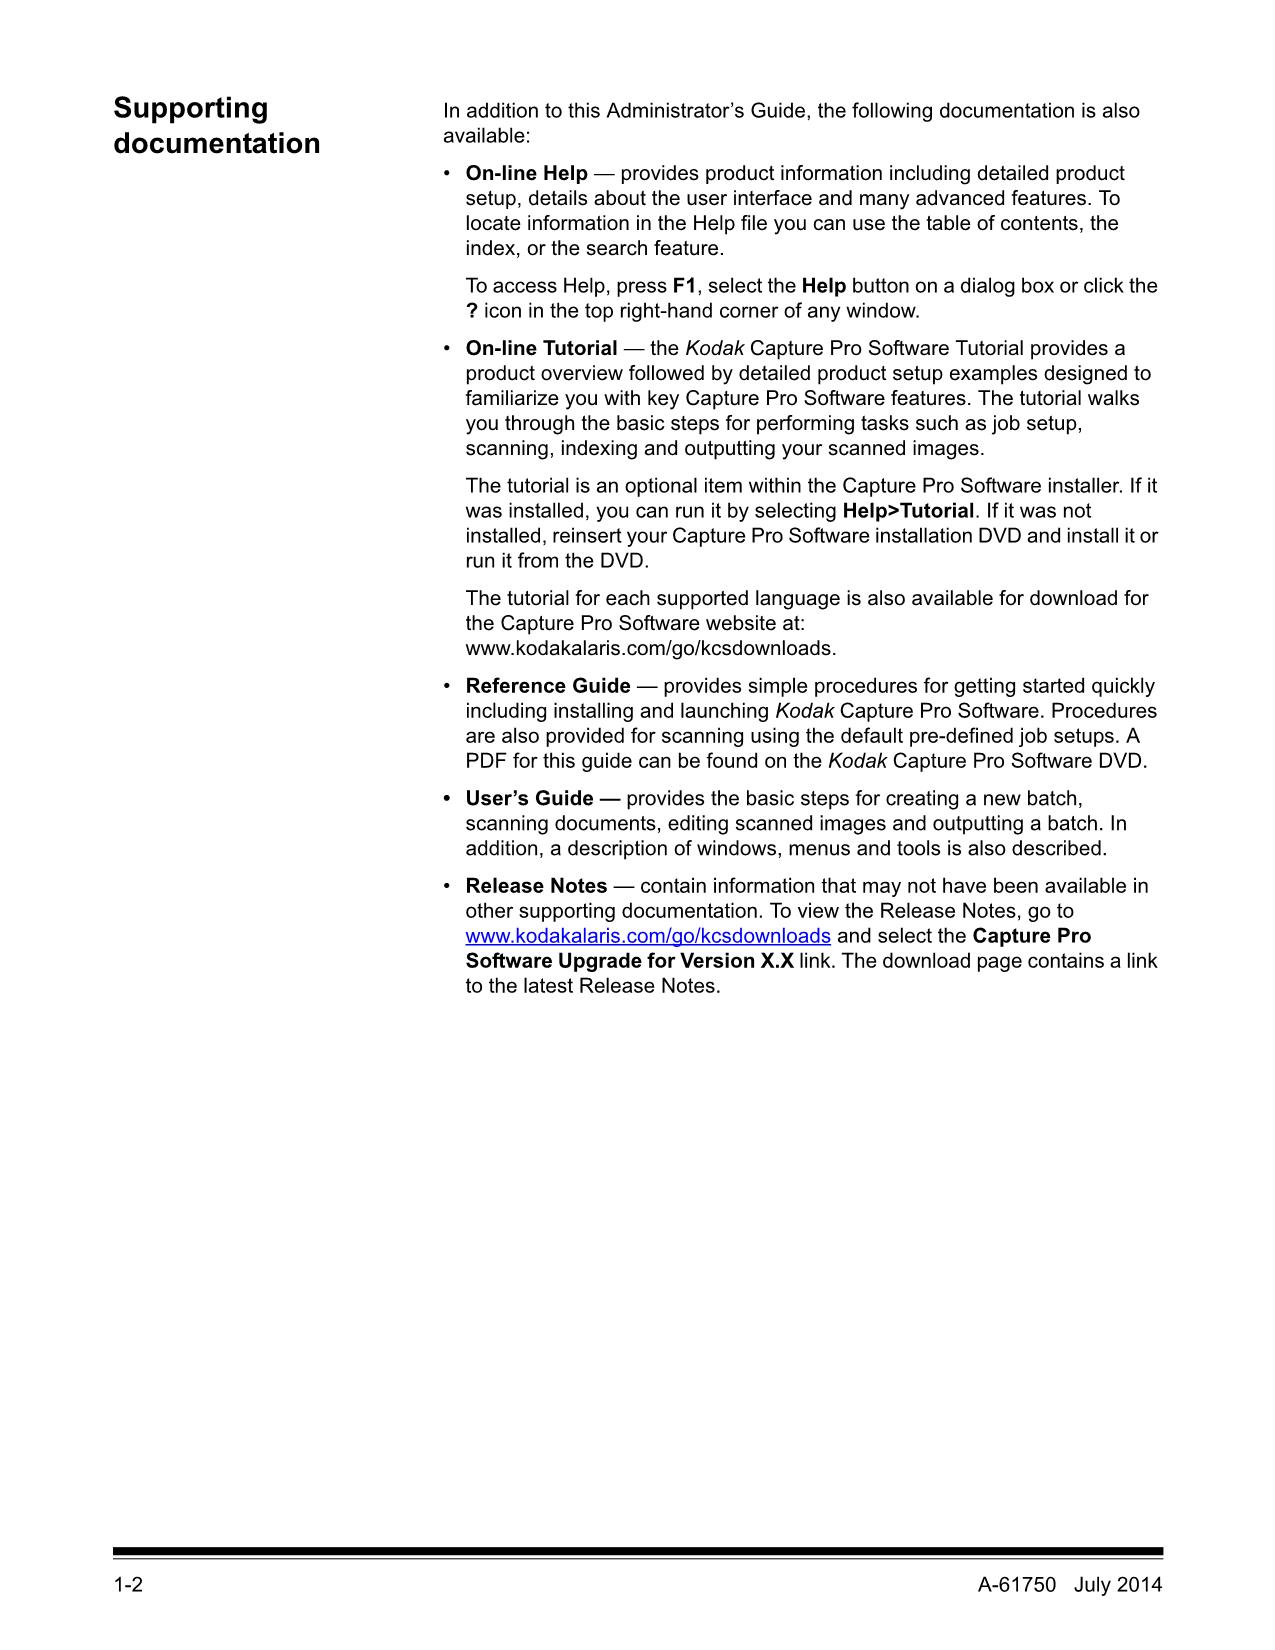 Supporting
documentation
In addition to this Administrator’s Guide, the following documentation is also
available:
• On-line Help — provides product information including detailed product
setup, details about the user interface and many advanced features. To
locate information in the Help file you can use the table of contents, the
index, or the search feature.
To access Help, press F1, select the Help button on a dialog box or click the
? icon in the top right-hand corner of any window.
• On-line Tutorial — the Kodak Capture Pro Software Tutorial provides a
product overview followed by detailed product setup examples designed to
familiarize you with key Capture Pro Software features. The tutorial walks
you through the basic steps for performing tasks such as job setup,
scanning, indexing and outputting your scanned images.
The tutorial is an optional item within the Capture Pro Software installer. If it
was installed, you can run it by selecting Help>Tutorial. If it was not
installed, reinsert your Capture Pro Software installation DVD and install it or
run it from the DVD.
The tutorial for each supported language is also available for download for
the Capture Pro Software website at:
www.kodakalaris.com/go/kcsdownloads.
• Reference Guide — provides simple procedures for getting started quickly
including installing and launching Kodak Capture Pro Software. Procedures
are also provided for scanning using the default pre-defined job setups. A
PDF for this guide can be found on the Kodak Capture Pro Software DVD.
• User’s Guide — provides the basic steps for creating a new batch,
scanning documents, editing scanned images and outputting a batch. In
addition, a description of windows, menus and tools is also described.
• Release Notes — contain information that may not have been available in
other supporting documentation. To view the Release Notes, go to
www.kodakalaris.com/go/kcsdownloads and select the Capture Pro
Software Upgrade for Version X.X link. The download page contains a link
to the latest Release Notes.
1-2
A-61750 July 2014